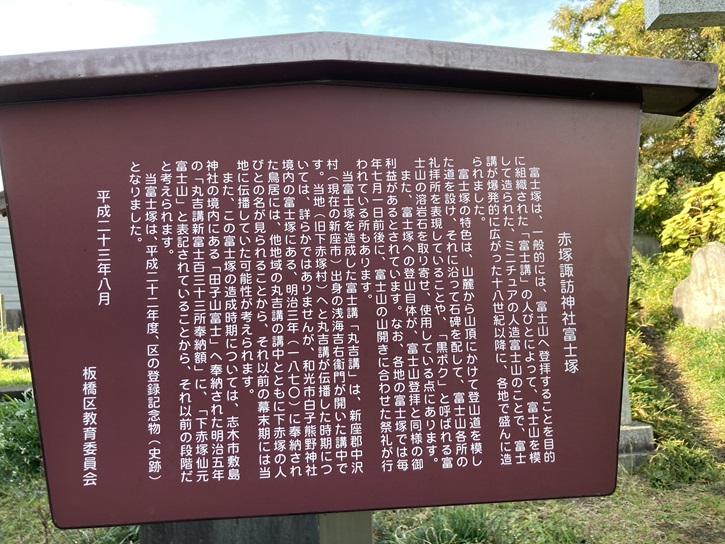 赤塚諏訪神社富士塚
富士塚は、一般的には、富士山へ登拝することを目的
に組織された「富士講」の人びとによって、富士山を模
して造られた、ミニチュアの人造富士山のことで、富士
講が爆発的に広がった十八世紀以降に、各地で盛んに造
られました。
富士塚の特色は、山麓から山頂にかけて登山道を模し
た道を設け、それに沿って石碑を配して、富士山各所の
礼拝所を表現していることや、「黒ボク」と呼ばれる富
士山の溶岩石を取り寄せ、使用している点にあります。
また、富士塚への登山自体が、富士山登拝と同様の御
利益があるとされています。なお、各地の富士塚では毎
年七月一日前後に、富士山の山開きに合わせた祭礼が行
われている所もあります。
当富士塚を造成した富士講「丸吉講」は、新座郡中沢
村（現在の新座市）出身の浅海吉右衛門が開いた講中で
す。当地（旧下赤塚村）へと丸吉講が伝播した時期につ
いては、詳らかではありませんが、和光市白子熊野神社
境内の富士塚にある、明治三年（一八七〇）に奉納され
た鳥居には、他地域の丸吉講の講中とともに下赤塚の人
びとの名が見られることから、それ以前の幕末期には当
地に伝播していた可能性が考えられます。
また、この富士塚の造成時期については、志木市敷島
神社の境内にある「田子山富士」へ奉納された明治五年
の「丸吉講新富士百三十三所奉納額」に、「下赤塚仙元
富士山」と表記されていることから、それ以前の段階だ
と考えられます。
当富士塚は、平成二十二年度、区の登録記念物（史跡）
となりました。
平成二十三年八月
板橋区教育委員会